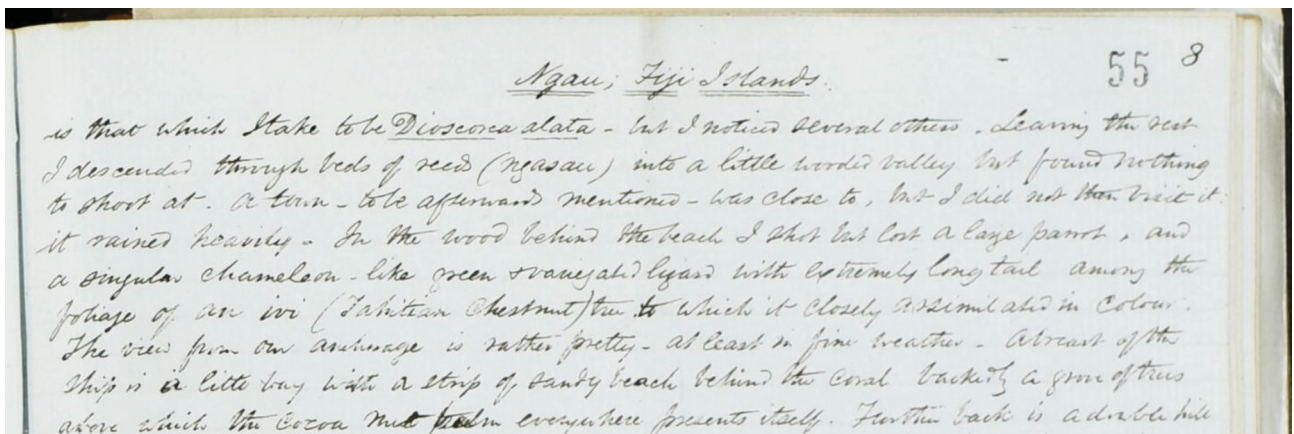 55 8
Ngau; Fiji Islands.
is that which I take to be Dioscorea alata - but I noticed several others. Leaving the rest
I descended through beds of reeds (ngasau) into a little wooded valley but found nothing
to shoot at. A town - to be afterwards mentioned - was close to, but I did not then visit it:
it rained heavily. In the wood behind the beach I shot but lost a large parrot, and
a singular chameleon-like green & variegated lizard with extremely long tail among the
foliage of an ivi (Tahitian Chestnut) tree to which it closely assimilated in colour.
The view from our anchorage is rather pretty - at least in fine weather. Abreast of the
ship is a little bay with a strip of sandy beach behind the coral backed by a grove of trees
above which the Cocoa nut palm everywhere presents itself. Further back is a double hill